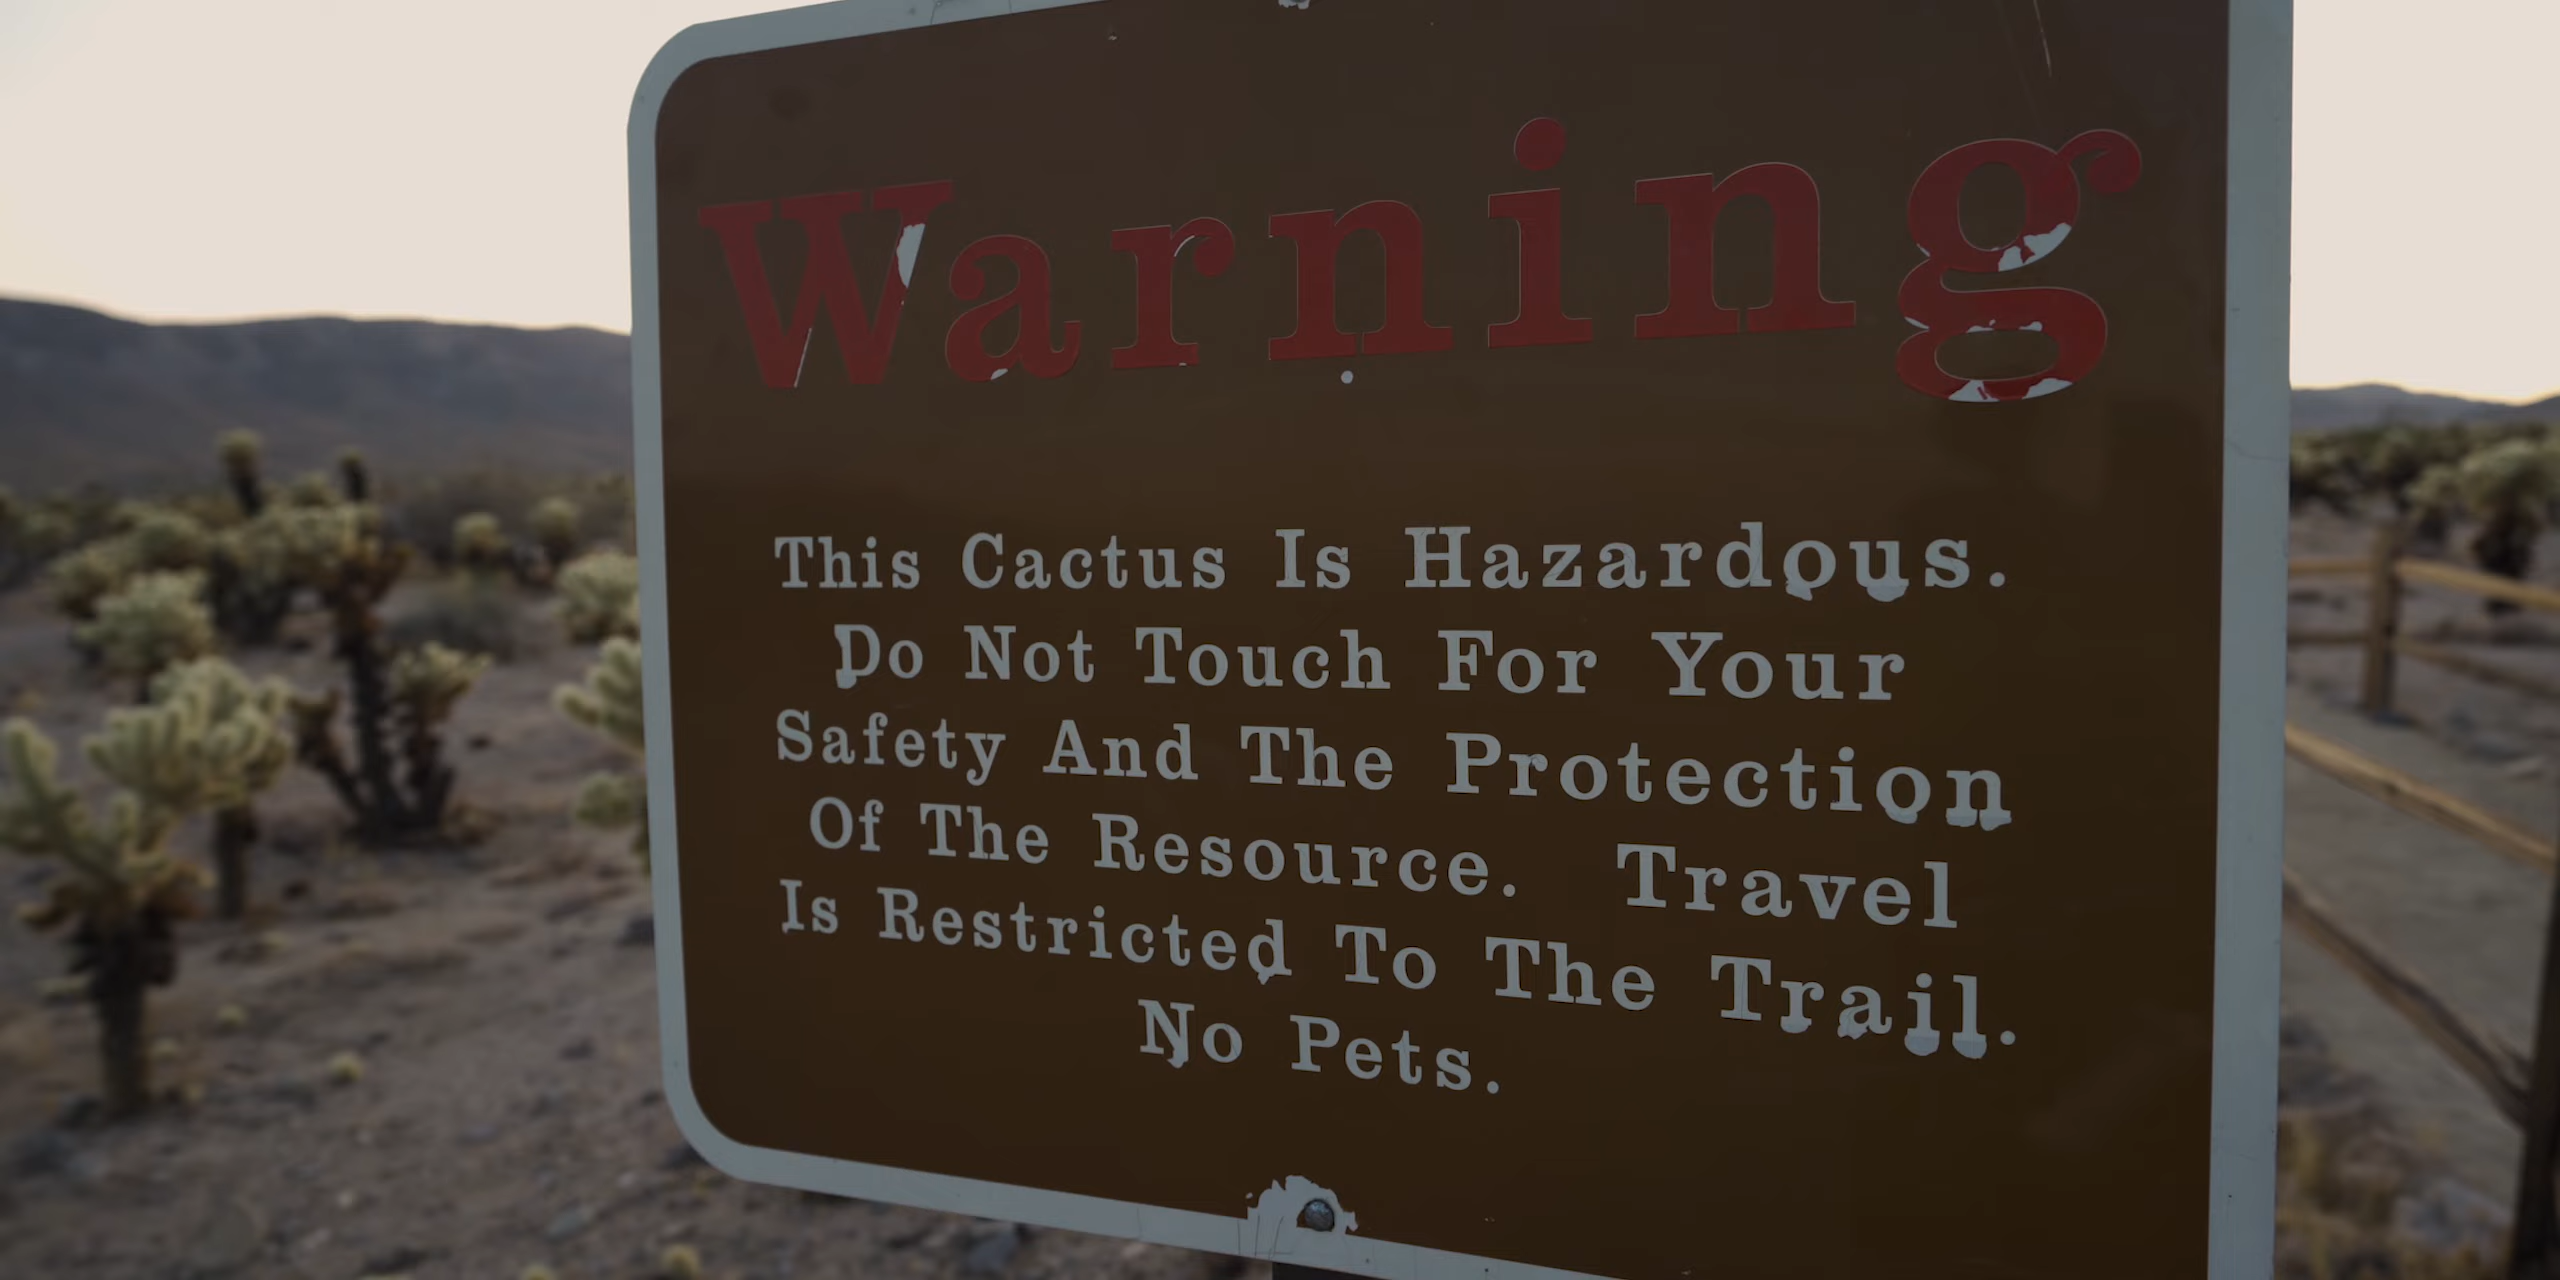 Warning
This Cactus Is Hazardous.
Do Not Touch For Your
Safety And The Protection
Of The Resource. Travel
Is Restricted To The Trail.
No Pets.